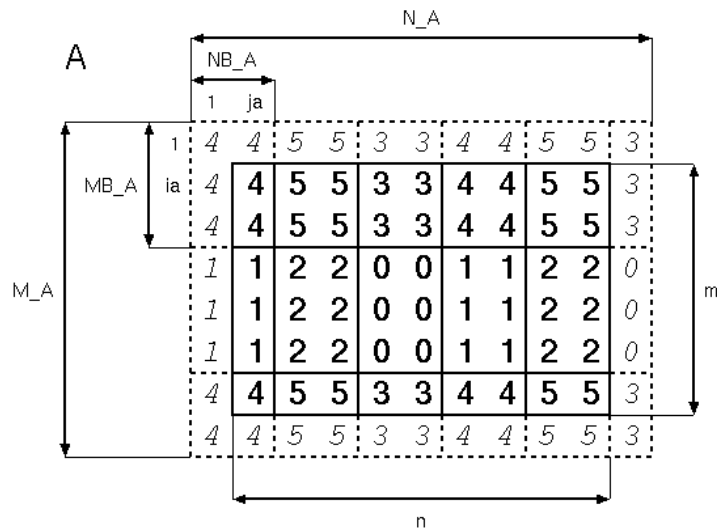 N_A
A
NB_A
1 ja
1 4 4 5 5 3 3 4 4 5 5 3
MB_A ia 4 4 5 5 3 3 4 4 5 5 3
4 4 5 5 3 3 4 4 5 5 3
1 1 2 2 0 0 1 1 2 2 0
M_A 1 1 2 2 0 0 1 1 2 2 0 m
1 1 2 2 0 0 1 1 2 2 0
4 4 5 5 3 3 4 4 5 5 3
4 4 5 5 3 3 4 4 5 5 3
n